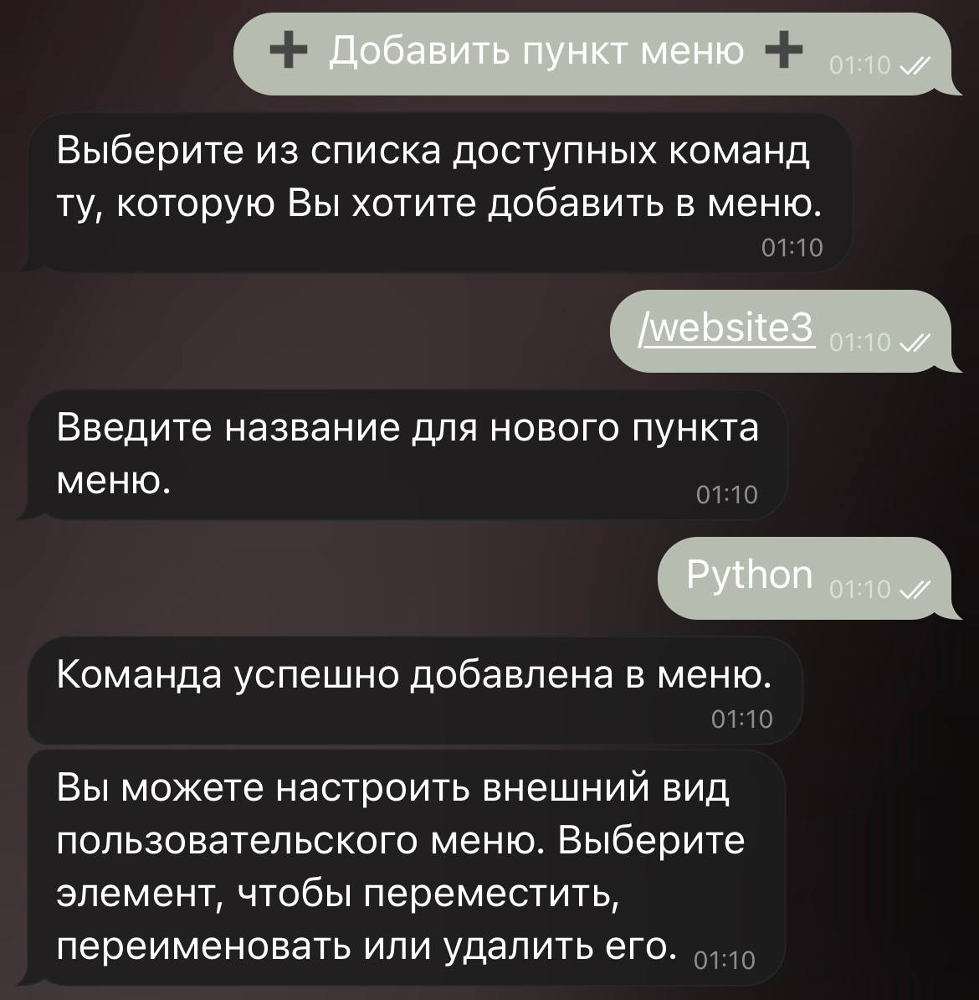 ➕ Добавить пункт меню ➕ 01:10
Выберите из списка доступных команд
ту, которую Вы хотите добавить в меню.
01:10
/website3 01:10
Введите название для нового пункта
меню.
01:10
Python 01:10
Команда успешно добавлена в меню.
01:10
Вы можете настроить внешний вид
пользовательского меню. Выберите
элемент, чтобы переместить,
переименовать или удалить его. 01:10